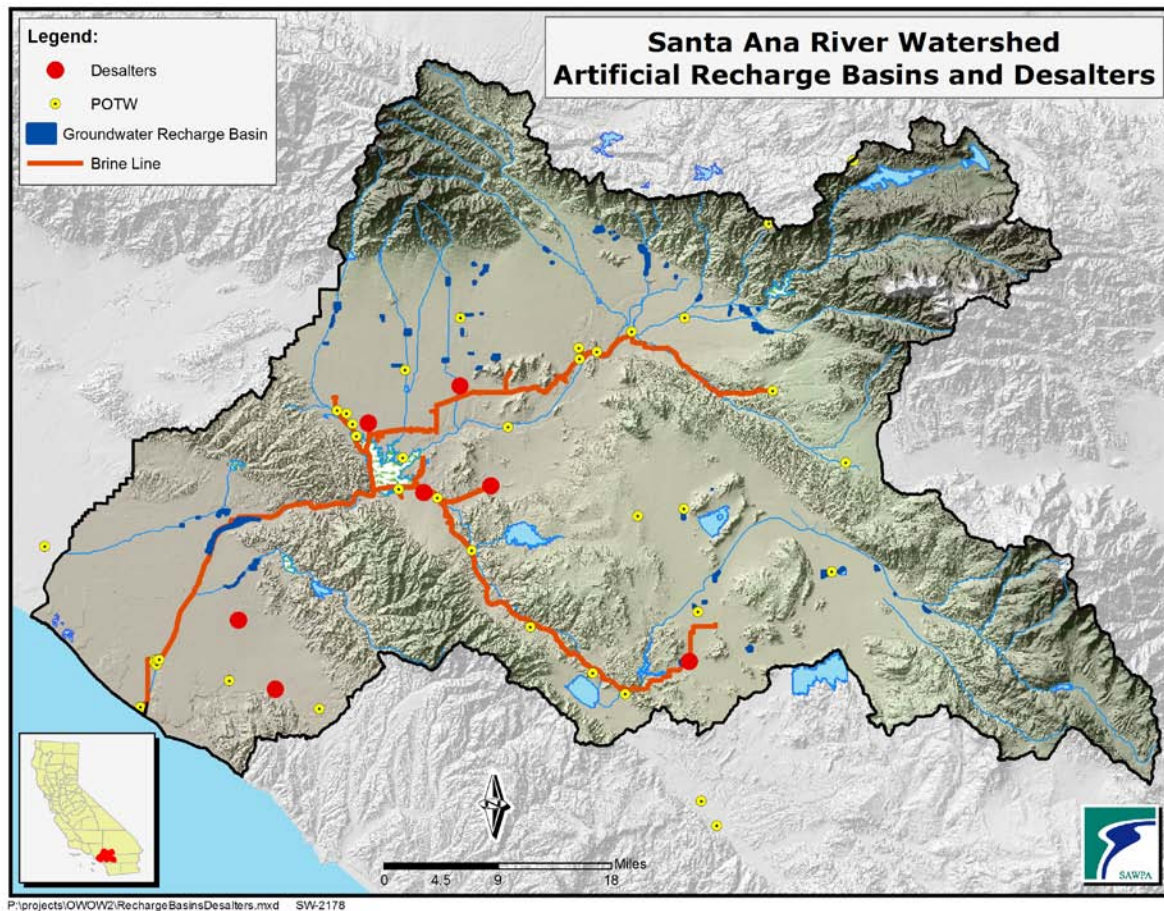 Legend:
Desalters
POTW
Groundwater Recharge Basin
Brine Line
Santa Ana River Watershed
Artificial Recharge Basins and Desalters
Miles
0 4.5 9 18
SAWPA
P:\projects\OWOW2\RechargeBasinsDesalters.mxd SW-2178